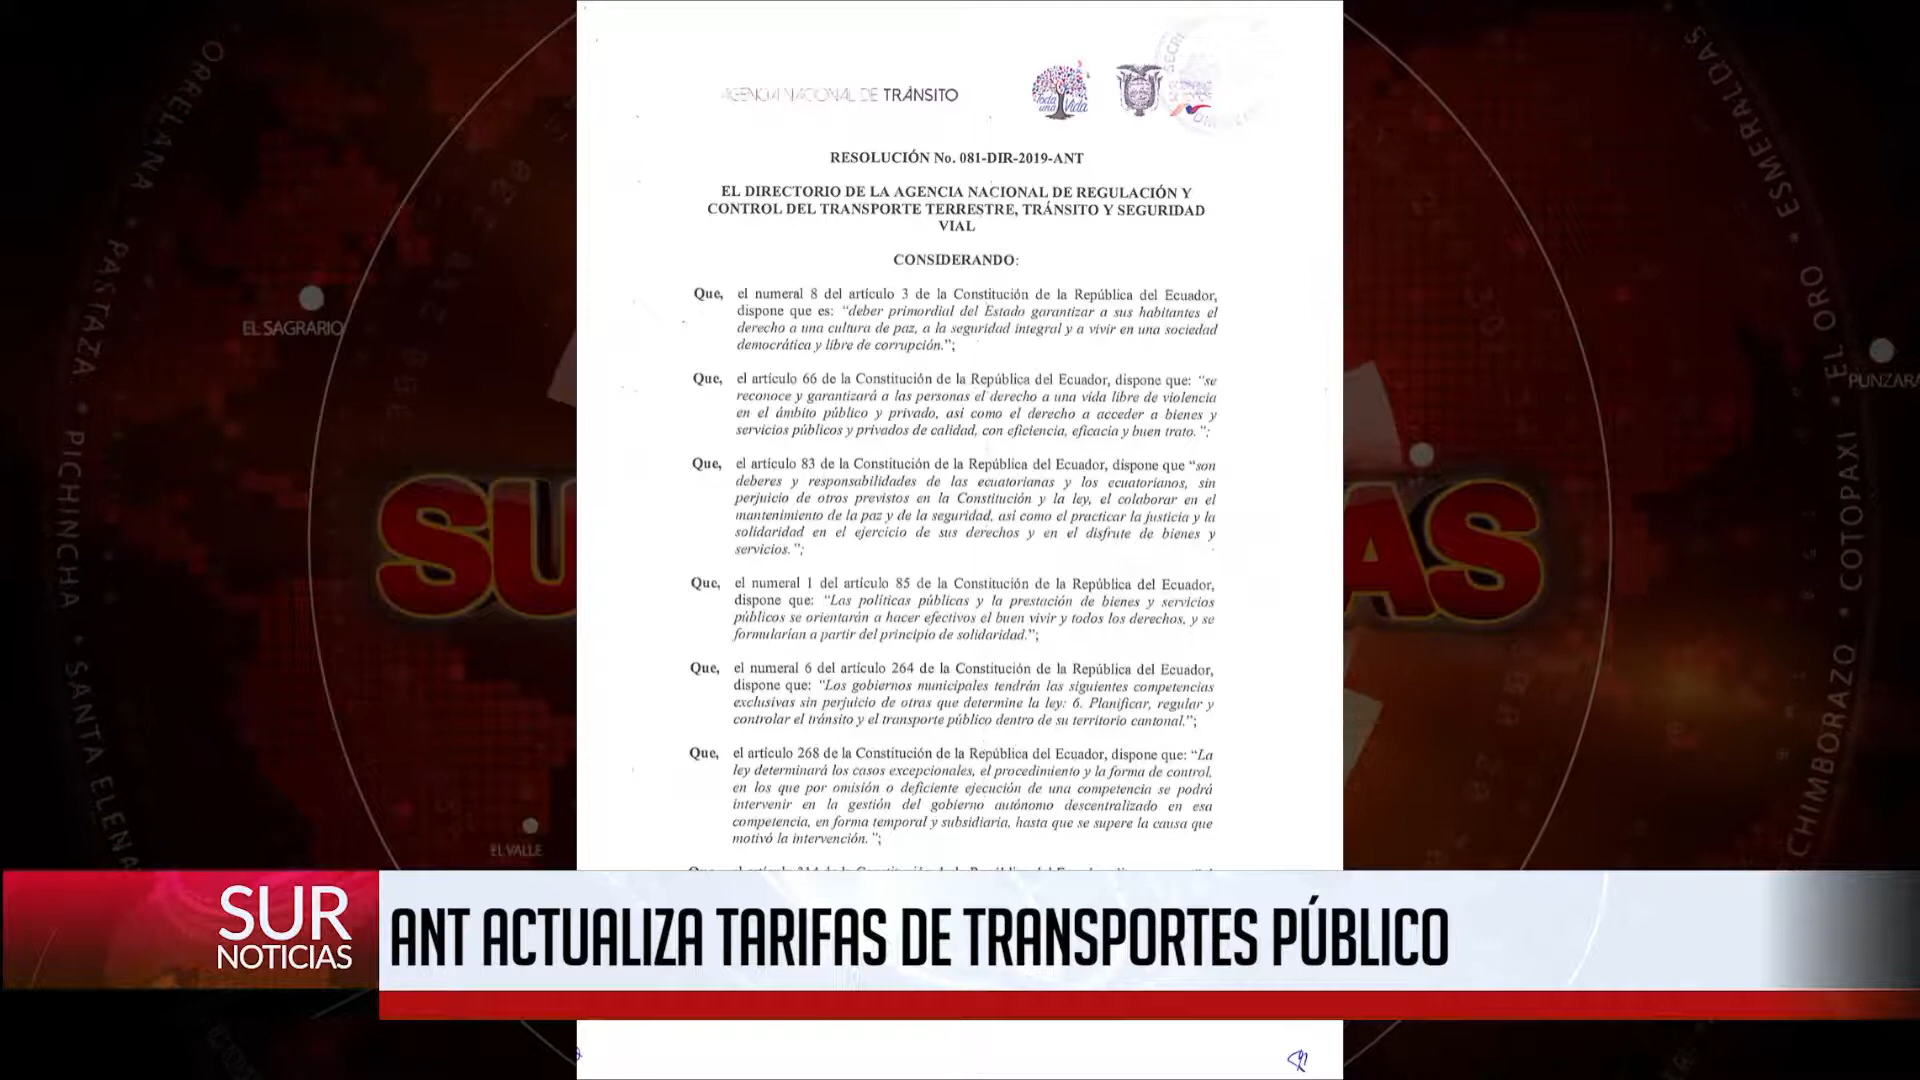 AGENCIA NACIONAL DE TRÁNSITO
Toda
una Vida
RESOLUCIÓN No. 081-DIR-2019-ANT
EL DIRECTORIO DE LA AGENCIA NACIONAL DE REGULACIÓN Y
CONTROL DEL TRANSPORTE TERRESTRE, TRÁNSITO Y SEGURIDAD
VIAL
CONSIDERANDO:
Que, el numeral 8 del artículo 3 de la Constitución de la República del Ecuador,
dispone que es: “deber primordial del Estado garantizar a sus habitantes el
derecho a una cultura de paz, a la seguridad integral y a vivir en una sociedad
democrática y libre de corrupción.”;
Que, el artículo 66 de la Constitución de la República del Ecuador, dispone que: “se
reconoce y garantizará a las personas el derecho a una vida libre de violencia
en el ámbito público y privado, así como el derecho a acceder a bienes y
servicios públicos y privados de calidad, con eficiencia, eficacia y buen trato. ”;
Que, el artículo 83 de la Constitución de la República del Ecuador, dispone que “son
deberes y responsabilidades de las ecuatorianas y los ecuatorianos, sin
perjuicio de otros previstos en la Constitución y la ley, el colaborar en el
mantenimiento de la paz y de la seguridad, así como el practicar la justicia y la
solidaridad en el ejercicio de sus derechos y en el disfrute de bienes y
servicios. ”;
Que, el numeral 1 del artículo 85 de la Constitución de la República del Ecuador,
dispone que: “Las políticas públicas y la prestación de bienes y servicios
públicos se orientarán a hacer efectivos el buen vivir y todos los derechos, y se
formularían a partir del principio de solidaridad.”;
Que, el numeral 6 del artículo 264 de la Constitución de la República del Ecuador,
dispone que: “Los gobiernos municipales tendrán las siguientes competencias
exclusivas sin perjuicio de otras que determine la ley: 6. Planificar, regular y
controlar el tránsito y el transporte público dentro de su territorio cantonal.”;
Que, el artículo 268 de la Constitución de la República del Ecuador, dispone que: “La
ley determinará los casos excepcionales, el procedimiento y la forma de control,
en los que por omisión o deficiente ejecución de una competencia se podrá
intervenir en la gestión del gobierno autónomo descentralizado en esa
competencia, en forma temporal y subsidiaria, hasta que se supere la causa que
motivó la intervención. ”;
ORRELANA * PASTAZA * PICHINCHA * SANTA ELENA
EL SAGRARIO
EL VALLE
SU
AS
ESMERALDAS * EL ORO * COTOPAXI * CHIMBORAZO
PUNZARA
SUR
NOTICIAS
ANT ACTUALIZA TARIFAS DE TRANSPORTES PÚBLICO